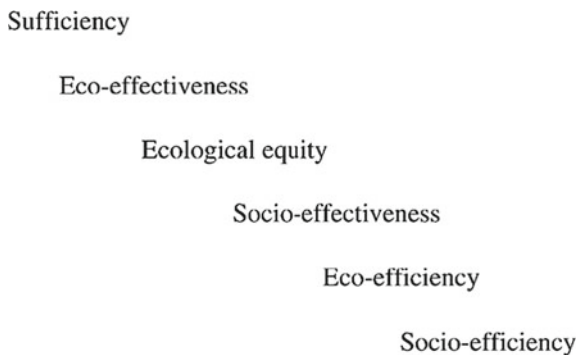 Sufficiency
Eco-effectiveness
Ecological equity
Socio-effectiveness
Eco-efficiency
Socio-efficiency